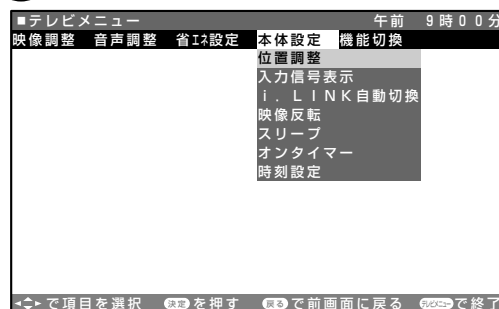 ■テレビメニュー 午前 9時00分
映像調整 音声調整 省エネ設定 本体設定 機能切換
位置調整
入力信号表示
i.LINK自動切換
映像反転
スリープ
オンタイマー
時刻設定
で項目を選択 決定を押す 戻るで前画面に戻る テレビメニューで終了